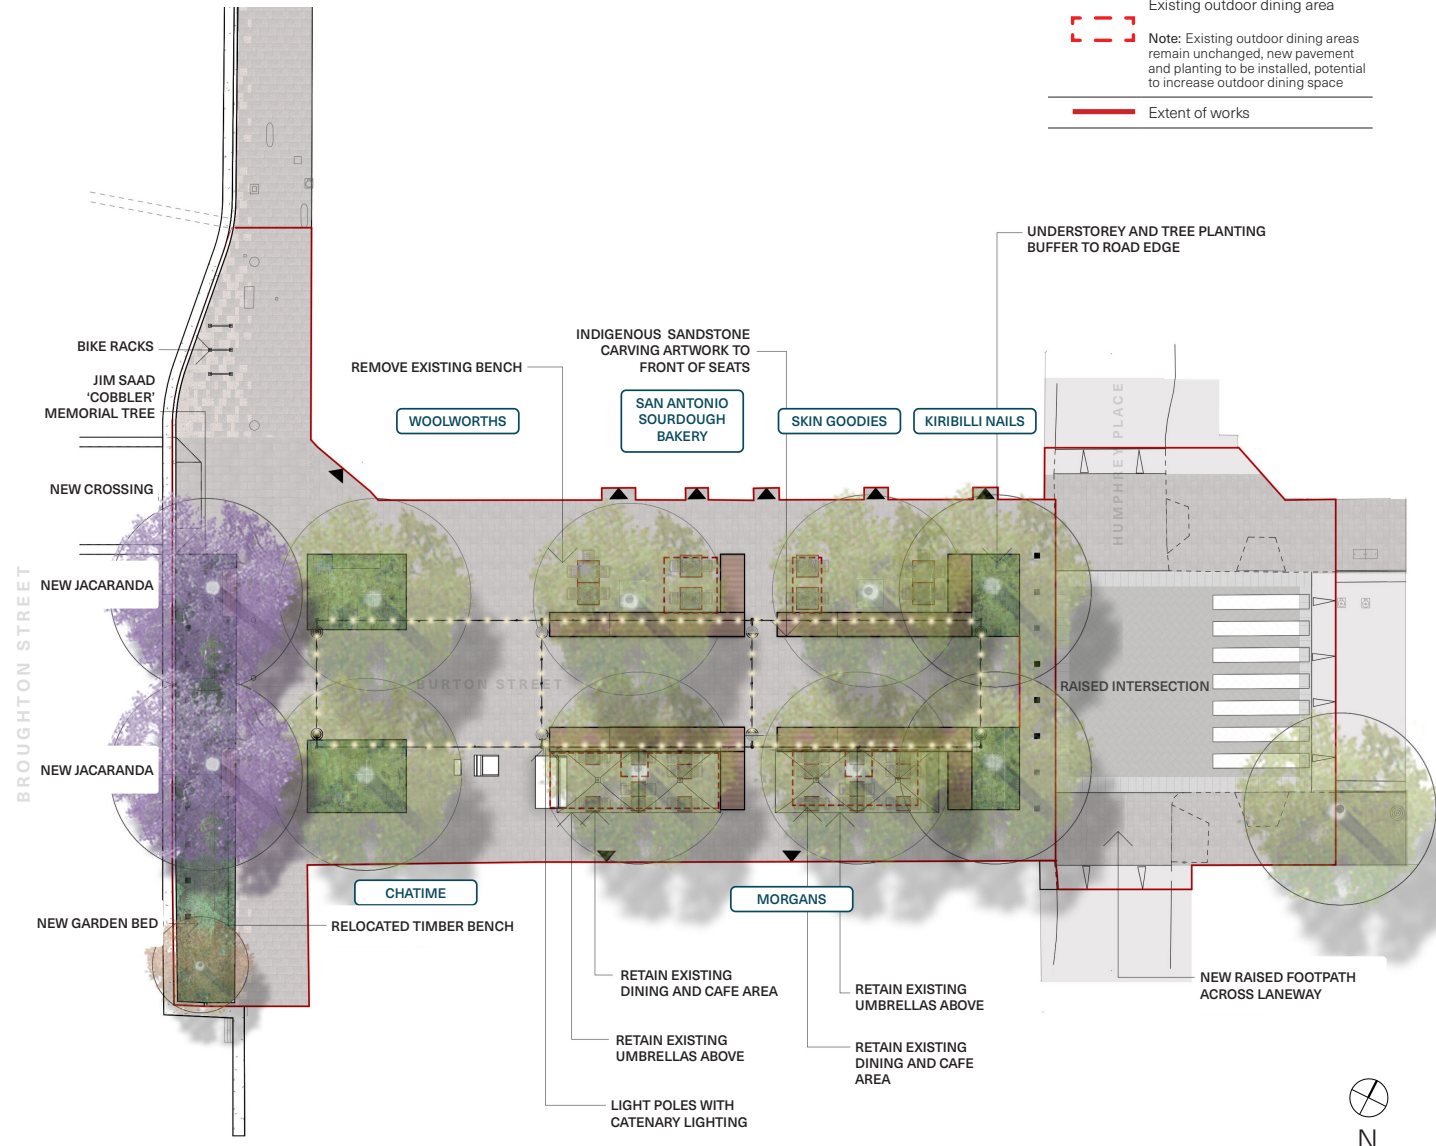 Existing outdoor dining area
Note: Existing outdoor dining areas
remain unchanged, new pavement
and planting to be installed, potential
to increase outdoor dining space
Extent of works
UNDERSTOREY AND TREE PLANTING
BUFFER TO ROAD EDGE
INDIGENOUS SANDSTONE
CARVING ARTWORK TO
FRONT OF SEATS
BIKE RACKS
REMOVE EXISTING BENCH
JIM SAAD
'COBBLER'
MEMORIAL TREE
WOOLWORTHS
SAN ANTONIO
SOURDOUGH
BAKERY
SKIN GOODIES
KIRIBILLI NAILS
HUMPHREY PLACE
NEW CROSSING
NEW JACARANDA
BROUGHTON STREET
BURTON STREET
RAISED INTERSECTION
NEW JACARANDA
CHATIME
MORGANS
NEW GARDEN BED
RELOCATED TIMBER BENCH
RETAIN EXISTING
DINING AND CAFE AREA
RETAIN EXISTING
UMBRELLAS ABOVE
NEW RAISED FOOTPATH
ACROSS LANEWAY
RETAIN EXISTING
UMBRELLAS ABOVE
RETAIN EXISTING
DINING AND CAFE
AREA
LIGHT POLES WITH
CATENARY LIGHTING
N